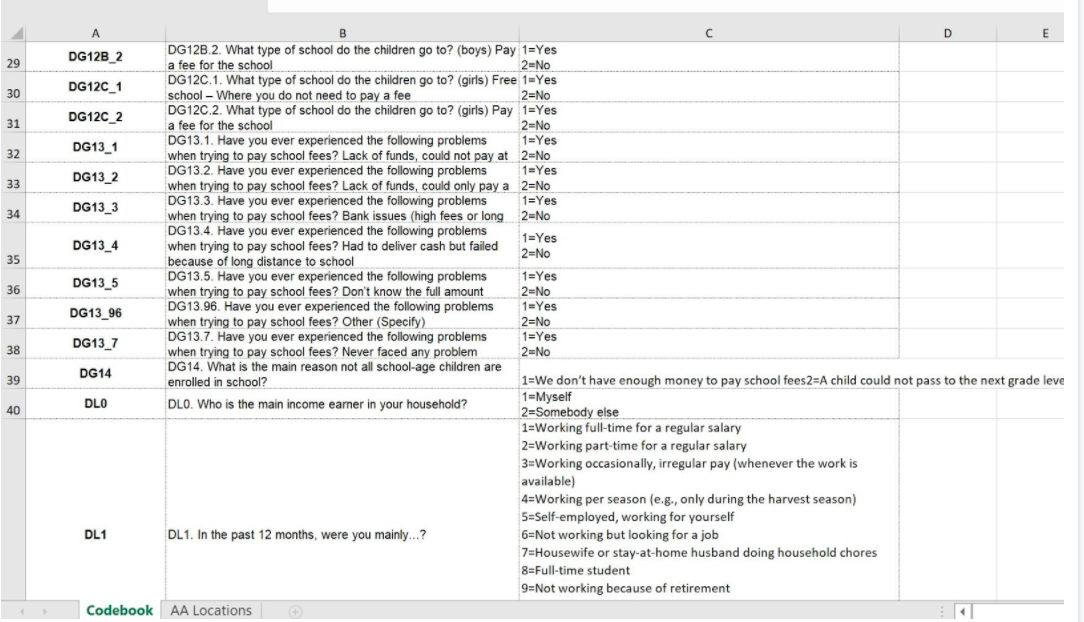 A B C D E
29 DG12B_2 DG12B.2. What type of school do the children go to? (boys) Pay 1=Yes
a fee for the school 2=No
30 DG12C_1 DG12C.1. What type of school do the children go to? (girls) Free 1=Yes
school – Where you do not need to pay a fee 2=No
31 DG12C_2 DG12C.2. What type of school do the children go to? (girls) Pay 1=Yes
a fee for the school 2=No
32 DG13_1 DG13.1. Have you ever experienced the following problems 1=Yes
when trying to pay school fees? Lack of funds, could not pay at 2=No
33 DG13_2 DG13.2. Have you ever experienced the following problems 1=Yes
when trying to pay school fees? Lack of funds, could only pay a 2=No
34 DG13_3 DG13.3. Have you ever experienced the following problems 1=Yes
when trying to pay school fees? Bank issues (high fees or long 2=No
35 DG13_4 DG13.4. Have you ever experienced the following problems 1=Yes
when trying to pay school fees? Had to deliver cash but failed 2=No
because of long distance to school
36 DG13_5 DG13.5. Have you ever experienced the following problems 1=Yes
when trying to pay school fees? Don't know the full amount 2=No
37 DG13_96 DG13.96. Have you ever experienced the following problems 1=Yes
when trying to pay school fees? Other (Specify) 2=No
38 DG13_7 DG13.7. Have you ever experienced the following problems 1=Yes
when trying to pay school fees? Never faced any problem 2=No
39 DG14 DG14. What is the main reason not all school-age children are
enrolled in school? 1=We don't have enough money to pay school fees2=A child could not pass to the next grade leve
40 DL0 DL0. Who is the main income earner in your household? 1=Myself
2=Somebody else
DL1 DL1. In the past 12 months, were you mainly...? 1=Working full-time for a regular salary
2=Working part-time for a regular salary
3=Working occasionally, irregular pay (whenever the work is
available)
4=Working per season (e.g., only during the harvest season)
5=Self-employed, working for yourself
6=Not working but looking for a job
7=Housewife or stay-at-home husband doing household chores
8=Full-time student
9=Not working because of retirement
Codebook AA Locations